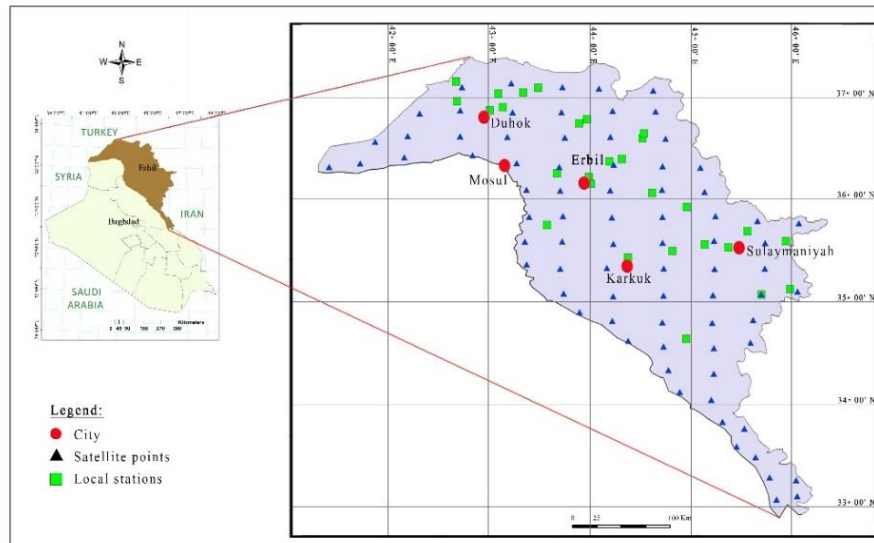 N
W E
S
TURKEY
SYRIA
Erbil
IRAN
Baghdad
SAUDI
ARABIA
Kilometers
Legend:
City
Satellite points
Local stations
42° 00' E
43° 00' E
44° 00' E
45° 00' E
46° 00' E
37° 00' N
36° 00' N
35° 00' N
34° 00' N
33° 00' N
Duhok
Mosul
Erbil
Sulaymaniyah
Karkuk
0 25 100 Km